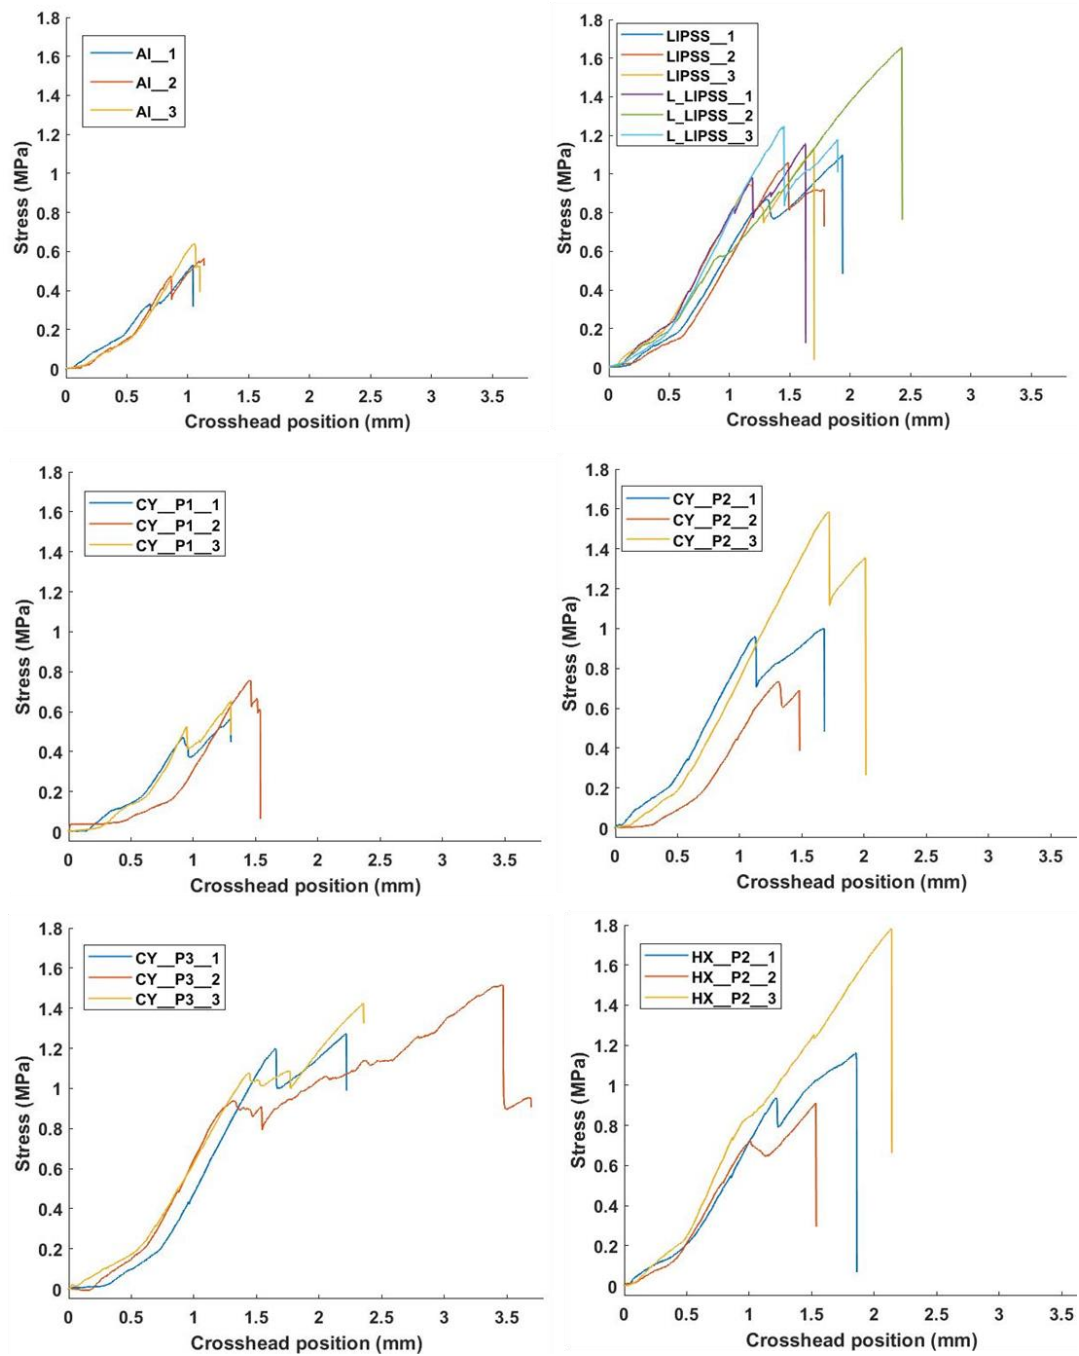 1.8
1.6
1.4
1.2
1
0.8
0.6
0.4
0.2
0
Stress (MPa)
Al__1
Al__2
Al__3
0 0.5 1 1.5 2 2.5 3 3.5
Crosshead position (mm)
1.8
1.6
1.4
1.2
1
0.8
0.6
0.4
0.2
0
Stress (MPa)
LIPSS__1
LIPSS__2
LIPSS__3
L_LIPSS__1
L_LIPSS__2
L_LIPSS__3
0 0.5 1 1.5 2 2.5 3 3.5
Crosshead position (mm)
1.8
1.6
1.4
1.2
1
0.8
0.6
0.4
0.2
0
Stress (MPa)
CY__P1__1
CY__P1__2
CY__P1__3
0 0.5 1 1.5 2 2.5 3 3.5
Crosshead position (mm)
1.8
1.6
1.4
1.2
1
0.8
0.6
0.4
0.2
0
Stress (MPa)
CY__P2__1
CY__P2__2
CY__P2__3
0 0.5 1 1.5 2 2.5 3 3.5
Crosshead position (mm)
1.8
1.6
1.4
1.2
1
0.8
0.6
0.4
0.2
0
Stress (MPa)
CY__P3__1
CY__P3__2
CY__P3__3
0 0.5 1 1.5 2 2.5 3 3.5
Crosshead position (mm)
1.8
1.6
1.4
1.2
1
0.8
0.6
0.4
0.2
0
Stress (MPa)
HX__P2__1
HX__P2__2
HX__P2__3
0 0.5 1 1.5 2 2.5 3 3.5
Crosshead position (mm)